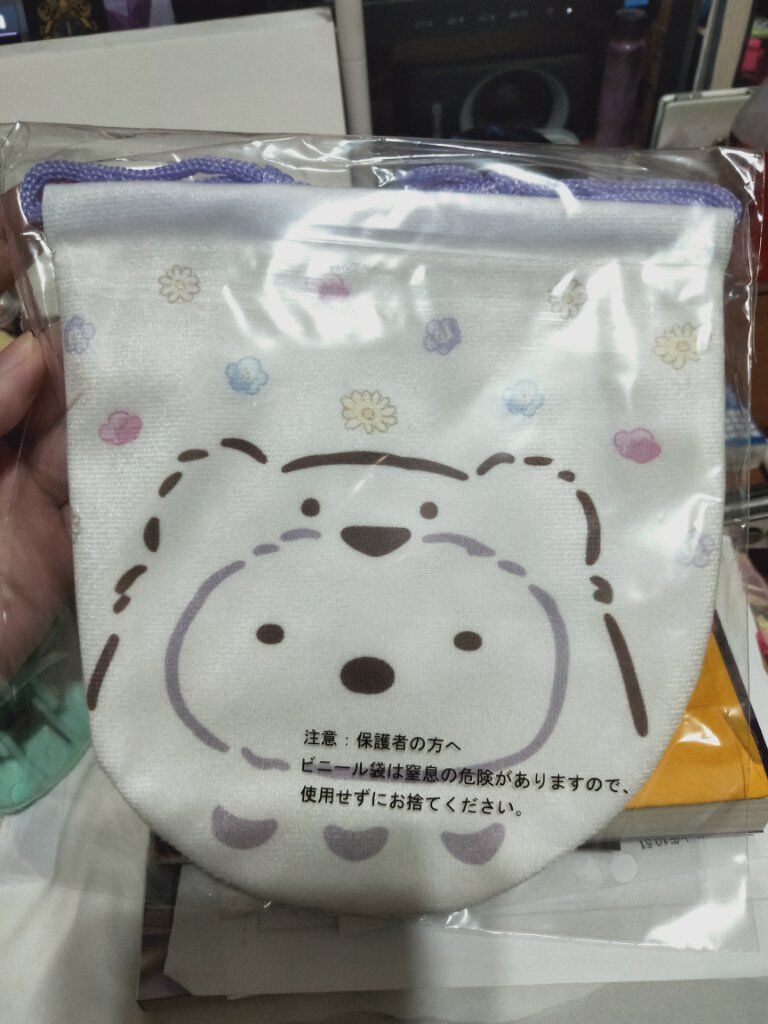 注意：保護者の方へ
ビニール袋は窒息の危険がありますので、
使用せずにお捨てください。